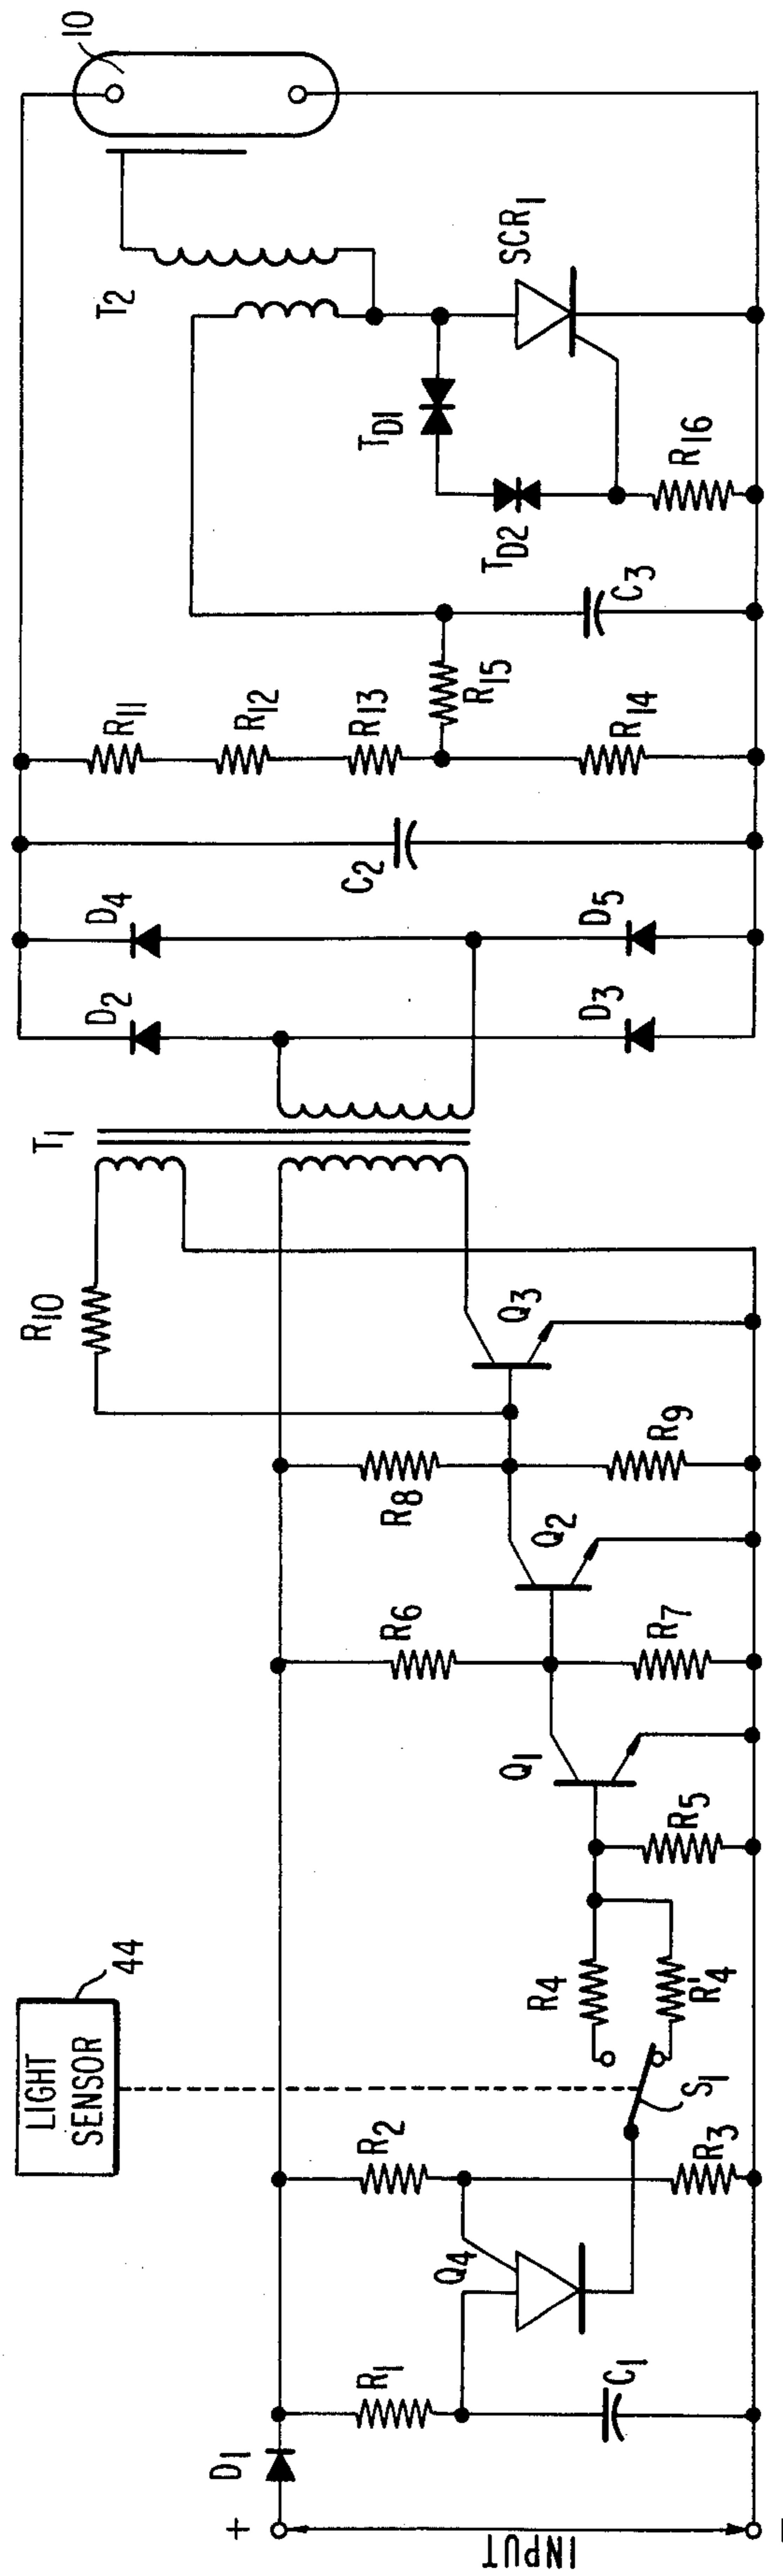 INPUT
+
–
D1
R1
C1
Q4
R2
R3
LIGHT
SENSOR
44
S1
R4
R'4
R5
Q1
R6
R7
Q2
R8
R9
Q3
R10
T1
D2
D3
D4
D5
C2
R11
R12
R13
R14
R15
C3
TD1
TD2
R16
SCR1
T2
10